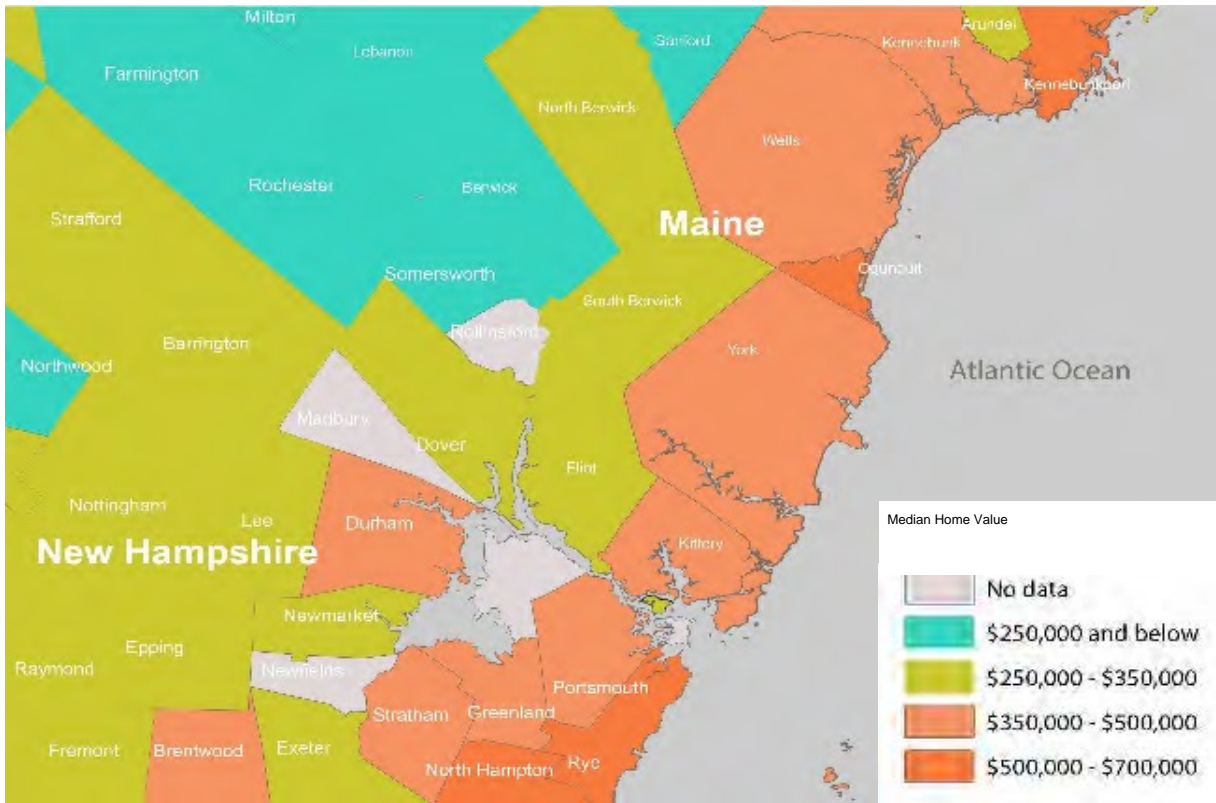 Milton
Lebanon
Farmington
Sanford
Kennebunk
Arundel
Kennebunkport
North Berwick
Wells
Rochester
Berwick
Strafford
Maine
Somersworth
Ogunquit
South Berwick
Rollinsford
Barrington
York
Northwood
Atlantic Ocean
Madbury
Dover
Eliot
Nottingham
Lee
Durham
New Hampshire
Kittery
Newmarket
Epping
Raymond
Newfields
Portsmouth
Stratham
Greenland
Fremont
Brentwood
Exeter
North Hampton
Rye
Median Home Value
No data
$250,000 and below
$250,000 - $350,000
$350,000 - $500,000
$500,000 - $700,000